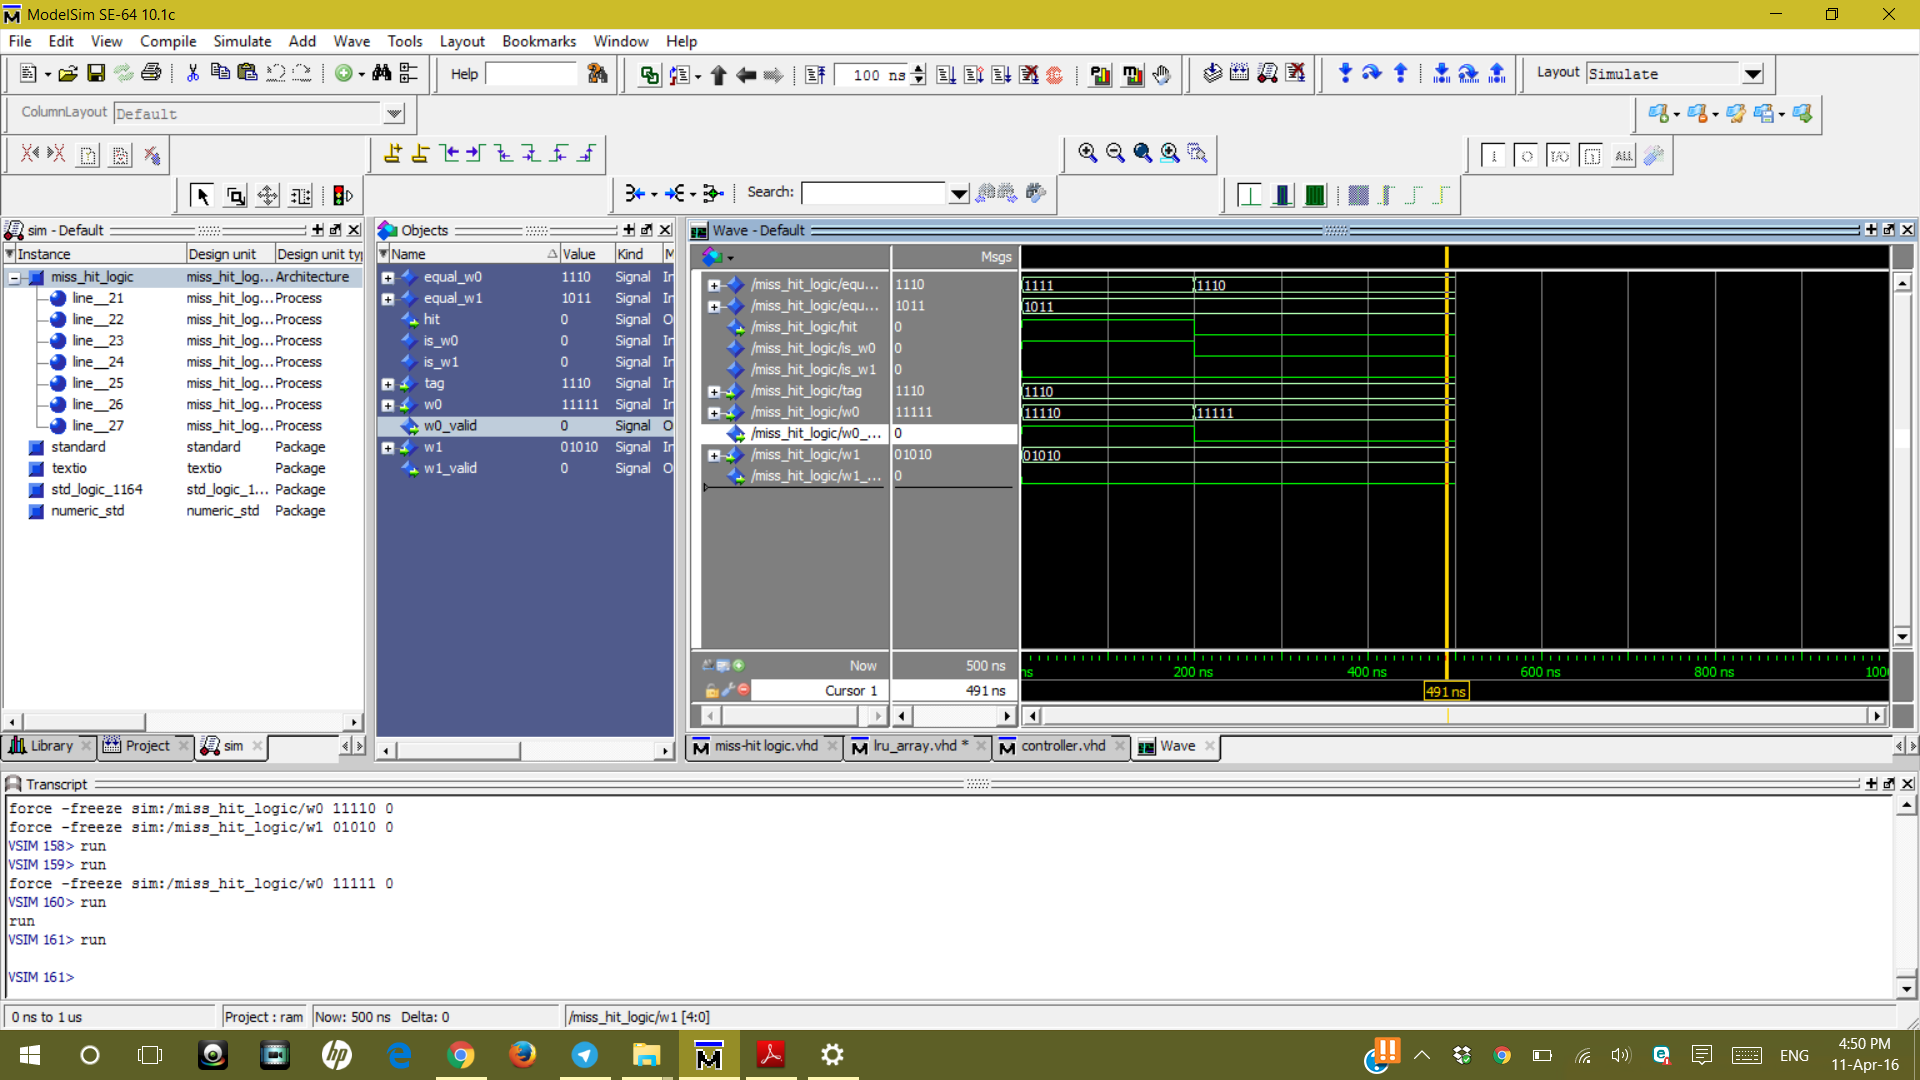 ModelSim SE-64 10.1c
File Edit View Compile Simulate Add Wave Tools Layout Bookmarks Window Help
Help 100 ns Layout Simulate
ColumnLayout Default
I O I/O ALL
Search:
sim - Default
Instance Design unit Design unit ty
miss_hit_logic miss_hit_log... Architecture
line__21 miss_hit_log... Process
line__22 miss_hit_log... Process
line__23 miss_hit_log... Process
line__24 miss_hit_log... Process
line__25 miss_hit_log... Process
line__26 miss_hit_log... Process
line__27 miss_hit_log... Process
standard standard Package
textio textio Package
std_logic_1164 std_logic_1... Package
numeric_std numeric_std Package
Library Project sim
Objects
Name Value Kind M
equal_w0 1110 Signal In
equal_w1 1011 Signal In
hit 0 Signal O
is_w0 0 Signal In
is_w1 0 Signal In
tag 1110 Signal In
w0 11111 Signal In
w0_valid 0 Signal O
w1 01010 Signal In
w1_valid 0 Signal O
Wave - Default
Msgs
/miss_hit_logic/equ... 1110 1111 1110
/miss_hit_logic/equ... 1011 1011
/miss_hit_logic/hit 0
/miss_hit_logic/is_w0 0
/miss_hit_logic/is_w1 0
/miss_hit_logic/tag 1110 1110
/miss_hit_logic/w0 11111 11110 11111
/miss_hit_logic/w0_... 0
/miss_hit_logic/w1 01010 01010
/miss_hit_logic/w1_... 0
Now 500 ns ns 200 ns 400 ns 600 ns 800 ns 100
Cursor 1 491 ns 491 ns
miss-hit logic.vhd lru_array.vhd * controller.vhd Wave
Transcript
force -freeze sim:/miss_hit_logic/w0 11110 0
force -freeze sim:/miss_hit_logic/w1 01010 0
VSIM 158> run
VSIM 159> run
force -freeze sim:/miss_hit_logic/w0 11111 0
VSIM 160> run
run
VSIM 161> run
VSIM 161>
0 ns to 1 us Project : ram Now: 500 ns Delta: 0 /miss_hit_logic/w1 [4:0]
hp M ENG 4:50 PM
11-Apr-16